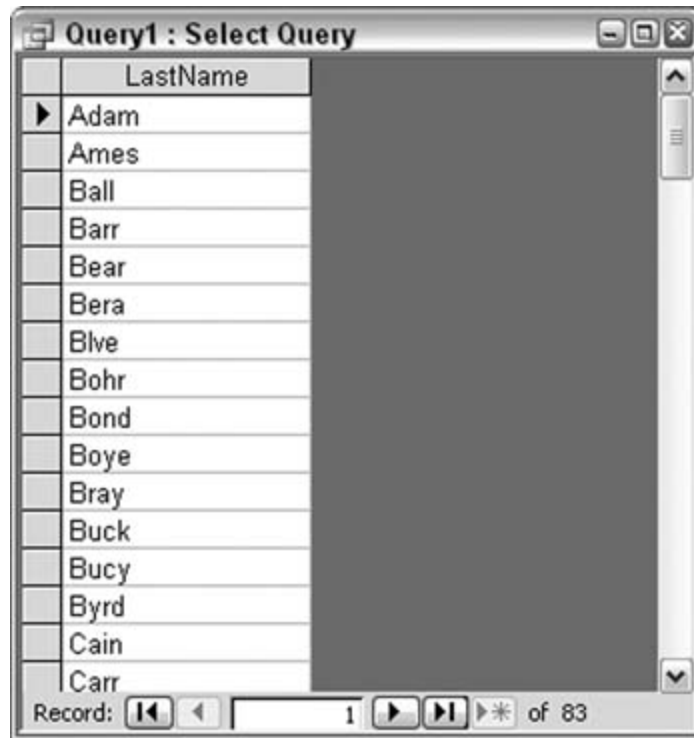 Query1 : Select Query
LastName
Adam
Ames
Ball
Barr
Bear
Bera
Blve
Bohr
Bond
Boye
Bray
Buck
Bucy
Byrd
Cain
Carr
Record: 1 of 83